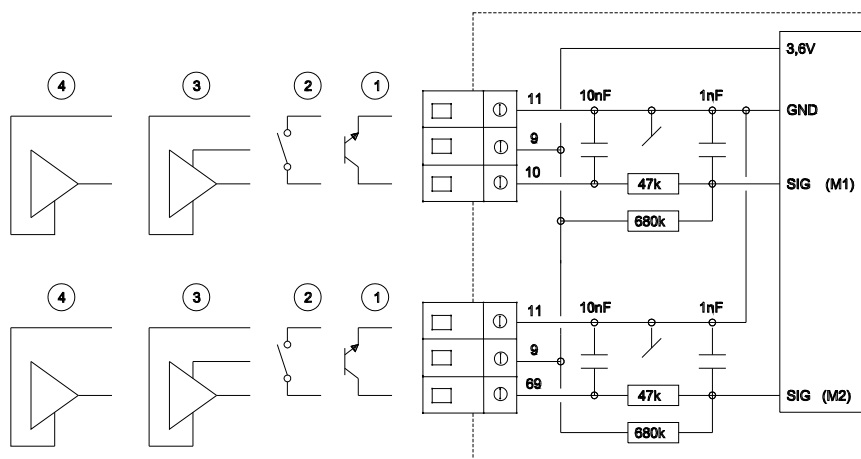 3,6V
4 3 2 1
11 10nF 1nF GND
9
10 47k SIG (M1)
680k
4 3 2 1
11 10nF 1nF
9
69 47k SIG (M2)
680k